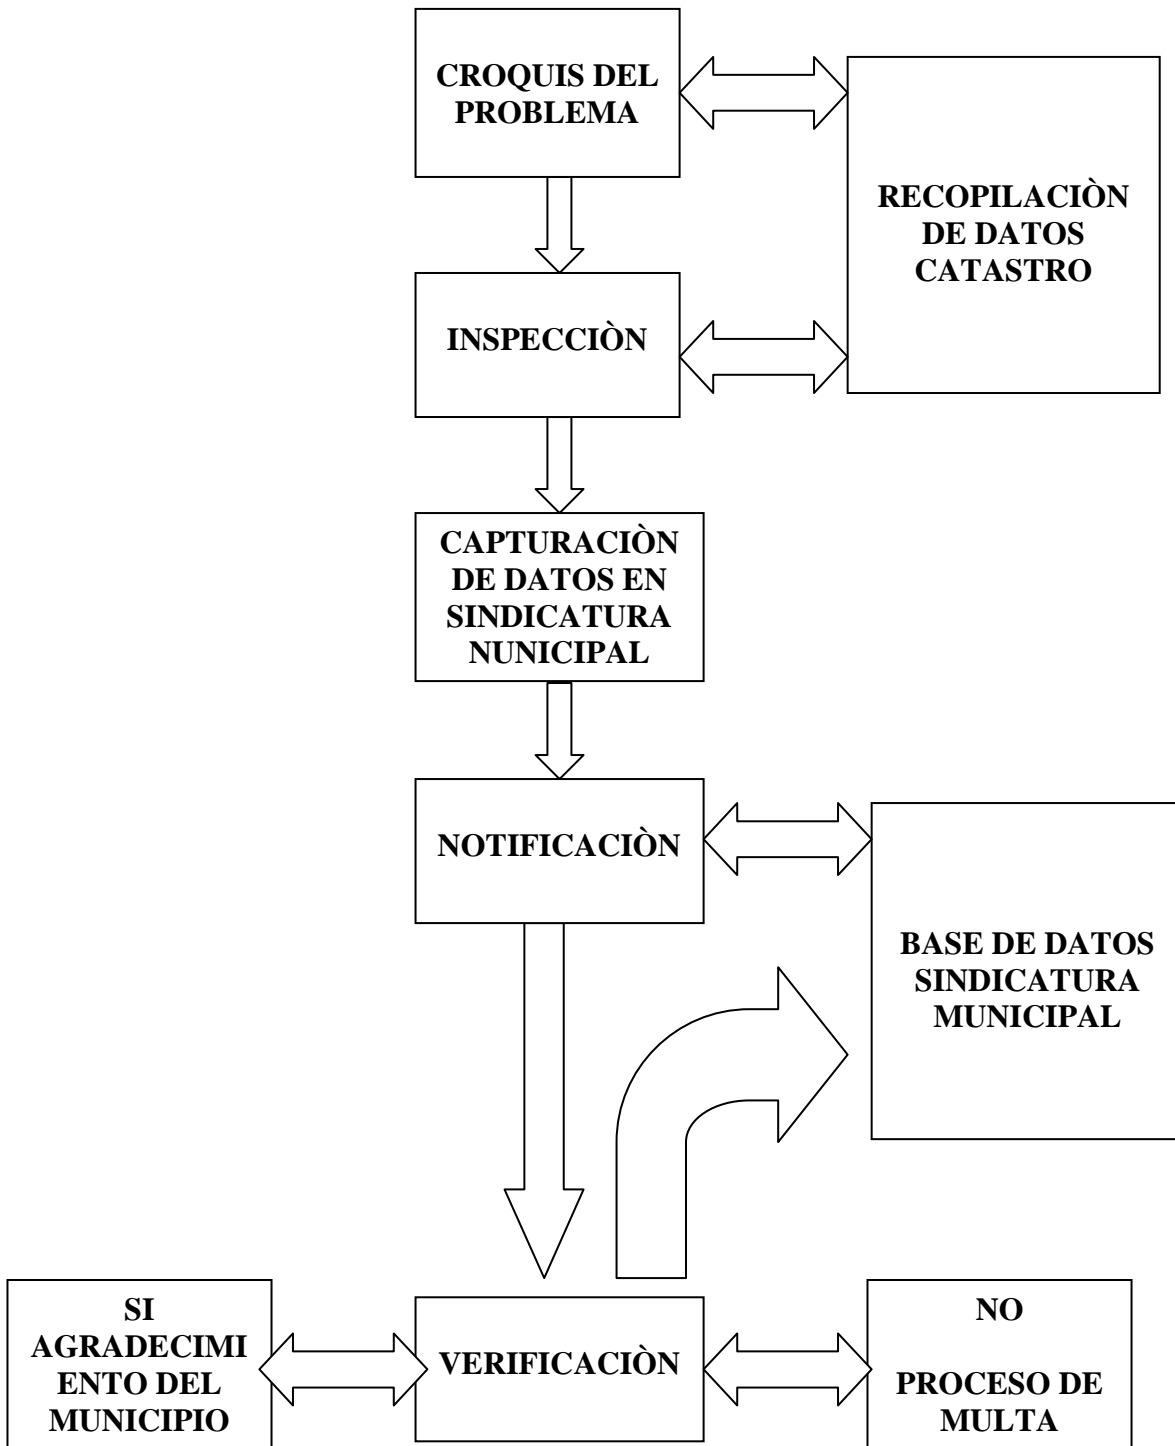 CROQUIS DEL
PROBLEMA
RECOPILACIÒN
DE DATOS
CATASTRO
INSPECCIÒN
CAPTURACIÒN
DE DATOS EN
SINDICATURA
NUNICIPAL
NOTIFICACIÒN
BASE DE DATOS
SINDICATURA
MUNICIPAL
SI
AGRADECIMI
ENTO DEL
MUNICIPIO
VERIFICACIÒN
NO
PROCESO DE
MULTA